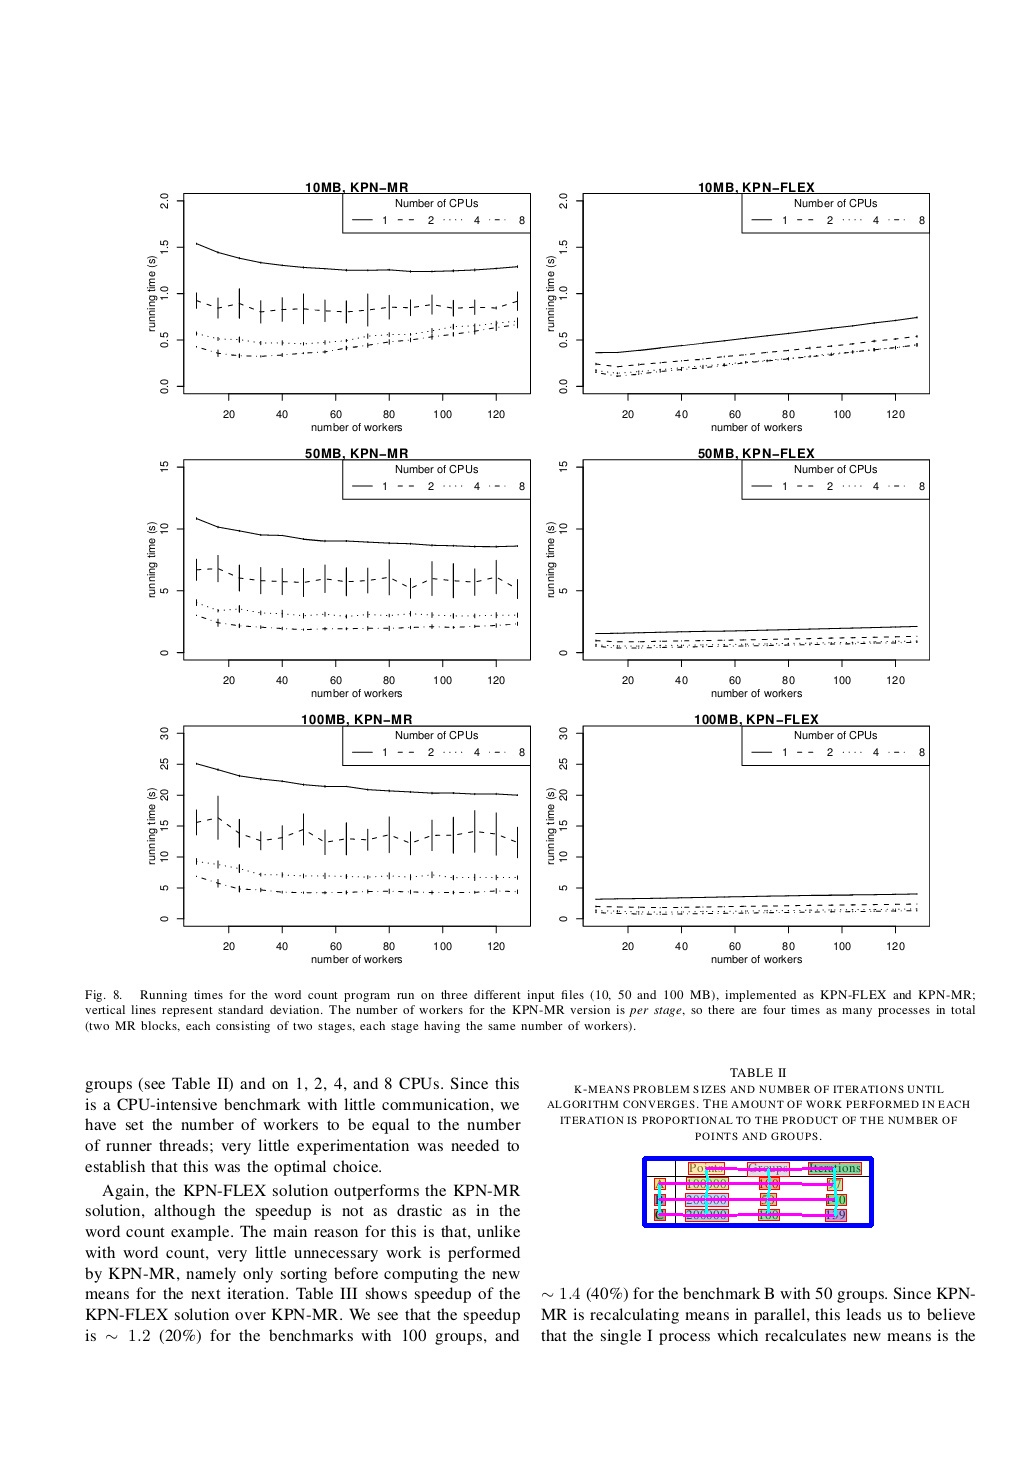 10MB, KPN−MR
Number of CPUs
1 2 4 8
running time (s)
0.0 0.5 1.0 1.5 2.0
20 40 60 80 100 120
number of workers
10MB, KPN−FLEX
Number of CPUs
1 2 4 8
running time (s)
0.0 0.5 1.0 1.5 2.0
20 40 60 80 100 120
number of workers
50MB, KPN−MR
Number of CPUs
1 2 4 8
running time (s)
0 5 10 15
20 40 60 80 100 120
number of workers
50MB, KPN−FLEX
Number of CPUs
1 2 4 8
running time (s)
0 5 10 15
20 40 60 80 100 120
number of workers
100MB, KPN−MR
Number of CPUs
1 2 4 8
running time (s)
0 5 10 15 20 25 30
20 40 60 80 100 120
number of workers
100MB, KPN−FLEX
Number of CPUs
1 2 4 8
running time (s)
0 5 10 15 20 25 30
20 40 60 80 100 120
number of workers
Fig. 8. Running times for the word count program run on three different input files (10, 50 and 100 MB), implemented as KPN-FLEX and KPN-MR;
vertical lines represent standard deviation. The number of workers for the KPN-MR version is per stage, so there are four times as many processes in total
(two MR blocks, each consisting of two stages, each stage having the same number of workers).
groups (see Table II) and on 1, 2, 4, and 8 CPUs. Since this
is a CPU-intensive benchmark with little communication, we
have set the number of workers to be equal to the number
of runner threads; very little experimentation was needed to
establish that this was the optimal choice.
Again, the KPN-FLEX solution outperforms the KPN-MR
solution, although the speedup is not as drastic as in the
word count example. The main reason for this is that, unlike
with word count, very little unnecessary work is performed
by KPN-MR, namely only sorting before computing the new
means for the next iteration. Table III shows speedup of the
KPN-FLEX solution over KPN-MR. We see that the speedup
is ∼ 1.2 (20%) for the benchmarks with 100 groups, and
TABLE II
K-MEANS PROBLEM SIZES AND NUMBER OF ITERATIONS UNTIL
ALGORITHM CONVERGES. THE AMOUNT OF WORK PERFORMED IN EACH
ITERATION IS PROPORTIONAL TO THE PRODUCT OF THE NUMBER OF
POINTS AND GROUPS.
Points Groups Iterations
100000
200000
200000 100
∼ 1.4 (40%) for the benchmark B with 50 groups. Since KPN-
MR is recalculating means in parallel, this leads us to believe
that the single I process which recalculates new means is the